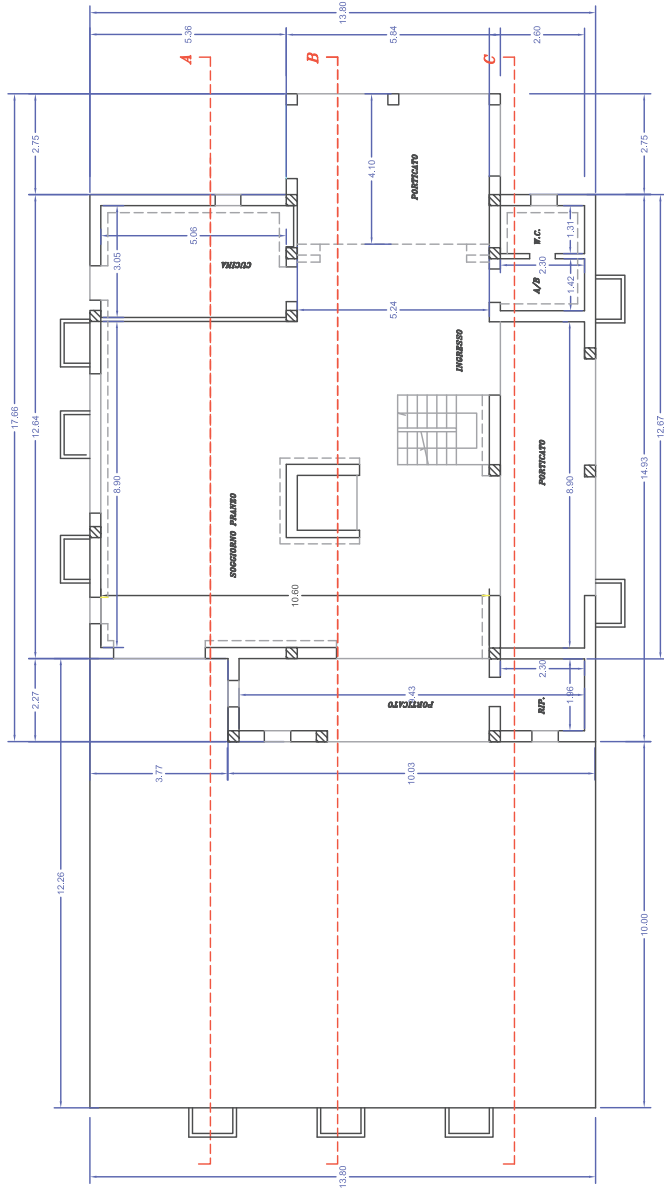 13.80
5.36
5.84
2.60
A
B
C
17.66
2.75
4.10
2.75
12.64
3.05
5.06
CUCINA
PORTICATO
W.C.
1.31
2.30
A/B
1.42
5.24
INGRESSO
8.90
SOGGIORNO PRANZO
10.60
PORTICATO
8.90
14.93
12.67
2.27
9.43
PORTICATO
2.30
1.96
RIP.
3.77
10.03
12.26
10.00
13.80